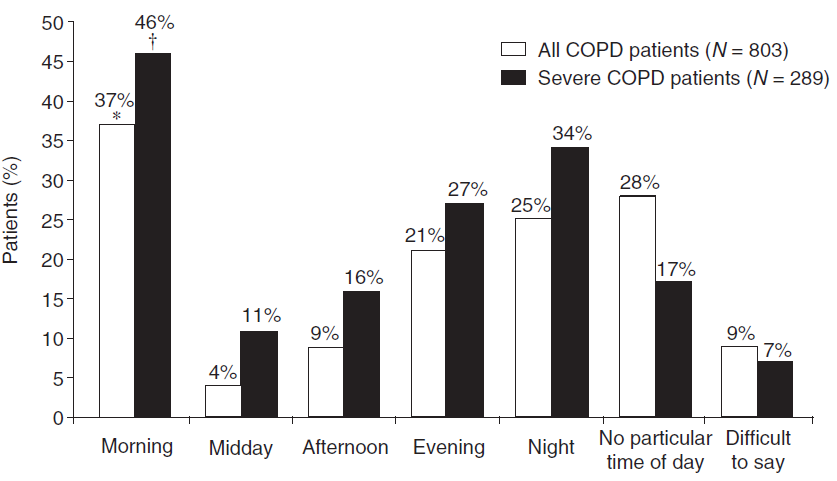 50
45
40
35
30
25
20
15
10
5
0
Patients (%)
All COPD patients (N = 803)
Severe COPD patients (N = 289)
37%
*
46%
†
4%
11%
9%
16%
21%
27%
25%
34%
28%
17%
9%
7%
Morning
Midday
Afternoon
Evening
Night
No particular
time of day
Difficult
to say